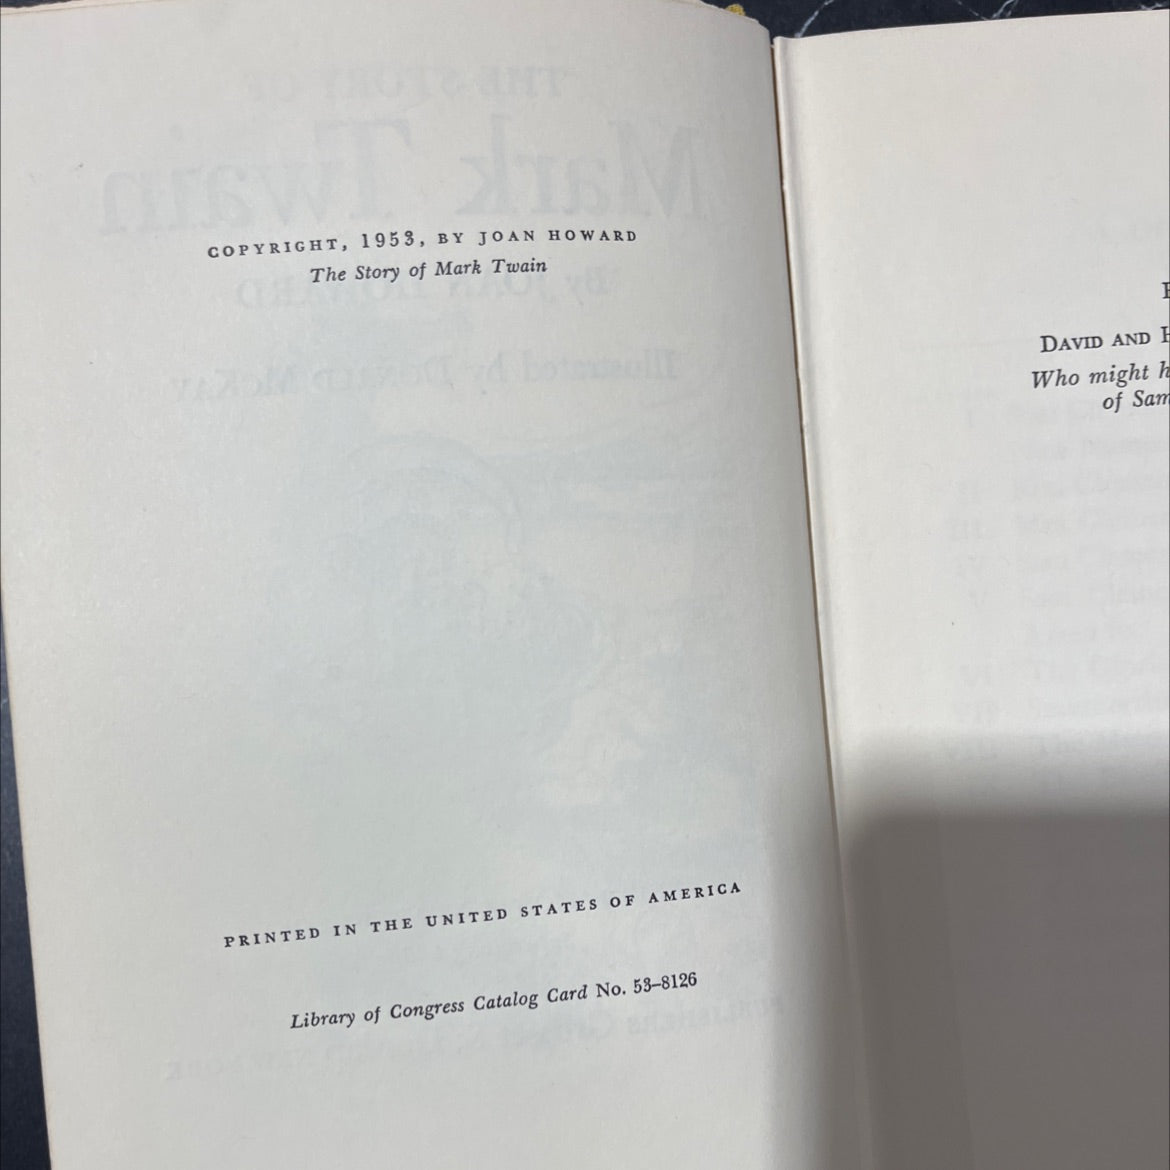 COPYRIGHT, 1953, BY JOAN HOWARD
The Story of Mark Twain
PRINTED IN THE UNITED STATES OF AMERICA
Library of Congress Catalog Card No. 53–8126
DAVID AND
Who might
of Sam